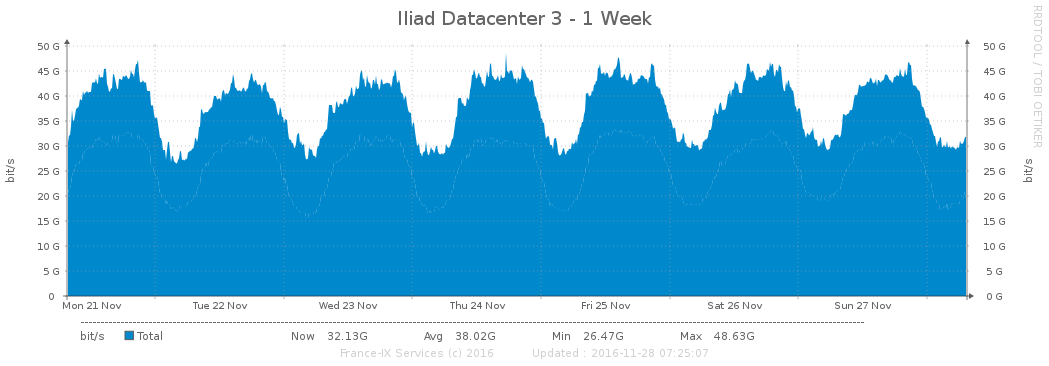 Iliad Datacenter 3 - 1 Week
RRDTOOL / TOBI OETIKER
50 G 50 G
45 G 45 G
40 G 40 G
35 G 35 G
30 G 30 G
25 G 25 G
20 G 20 G
15 G 15 G
10 G 10 G
5 G 5 G
0 0 G
bit/s bit/s
Mon 21 Nov Tue 22 Nov Wed 23 Nov Thu 24 Nov Fri 25 Nov Sat 26 Nov Sun 27 Nov
bit/s Total Now 32.13G Avg 38.02G Min 26.47G Max 48.63G
France-IX Services (c) 2016 Updated : 2016-11-28 07:25:07